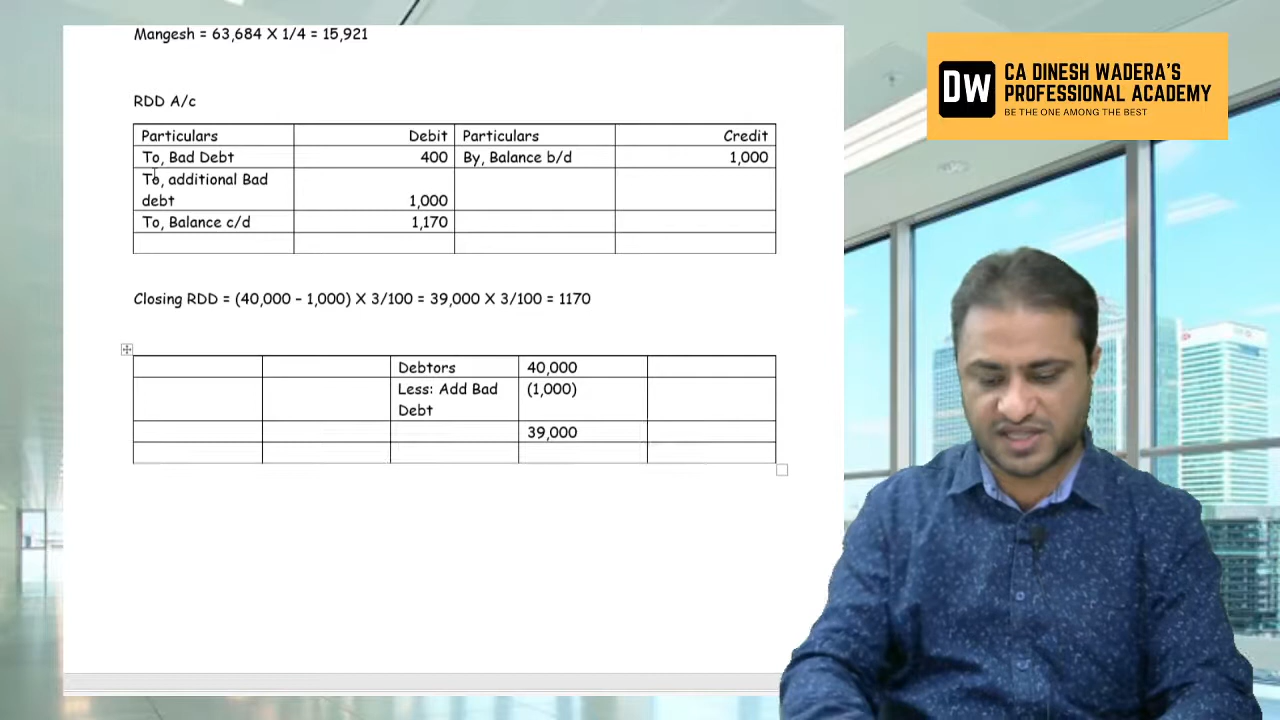 Mangesh = 63,684 X 1/4 = 15,921
RDD A/c
Particulars Debit Particulars Credit
To, Bad Debt 400 By, Balance b/d 1,000
To, additional Bad
debt 1,000
To, Balance c/d 1,170
Closing RDD = (40,000 – 1,000) X 3/100 = 39,000 X 3/100 = 1170
Debtors 40,000
Less: Add Bad (1,000)
Debt
39,000
DW
CA DINESH WADERA'S
PROFESSIONAL ACADEMY
BE THE ONE AMONG THE BEST